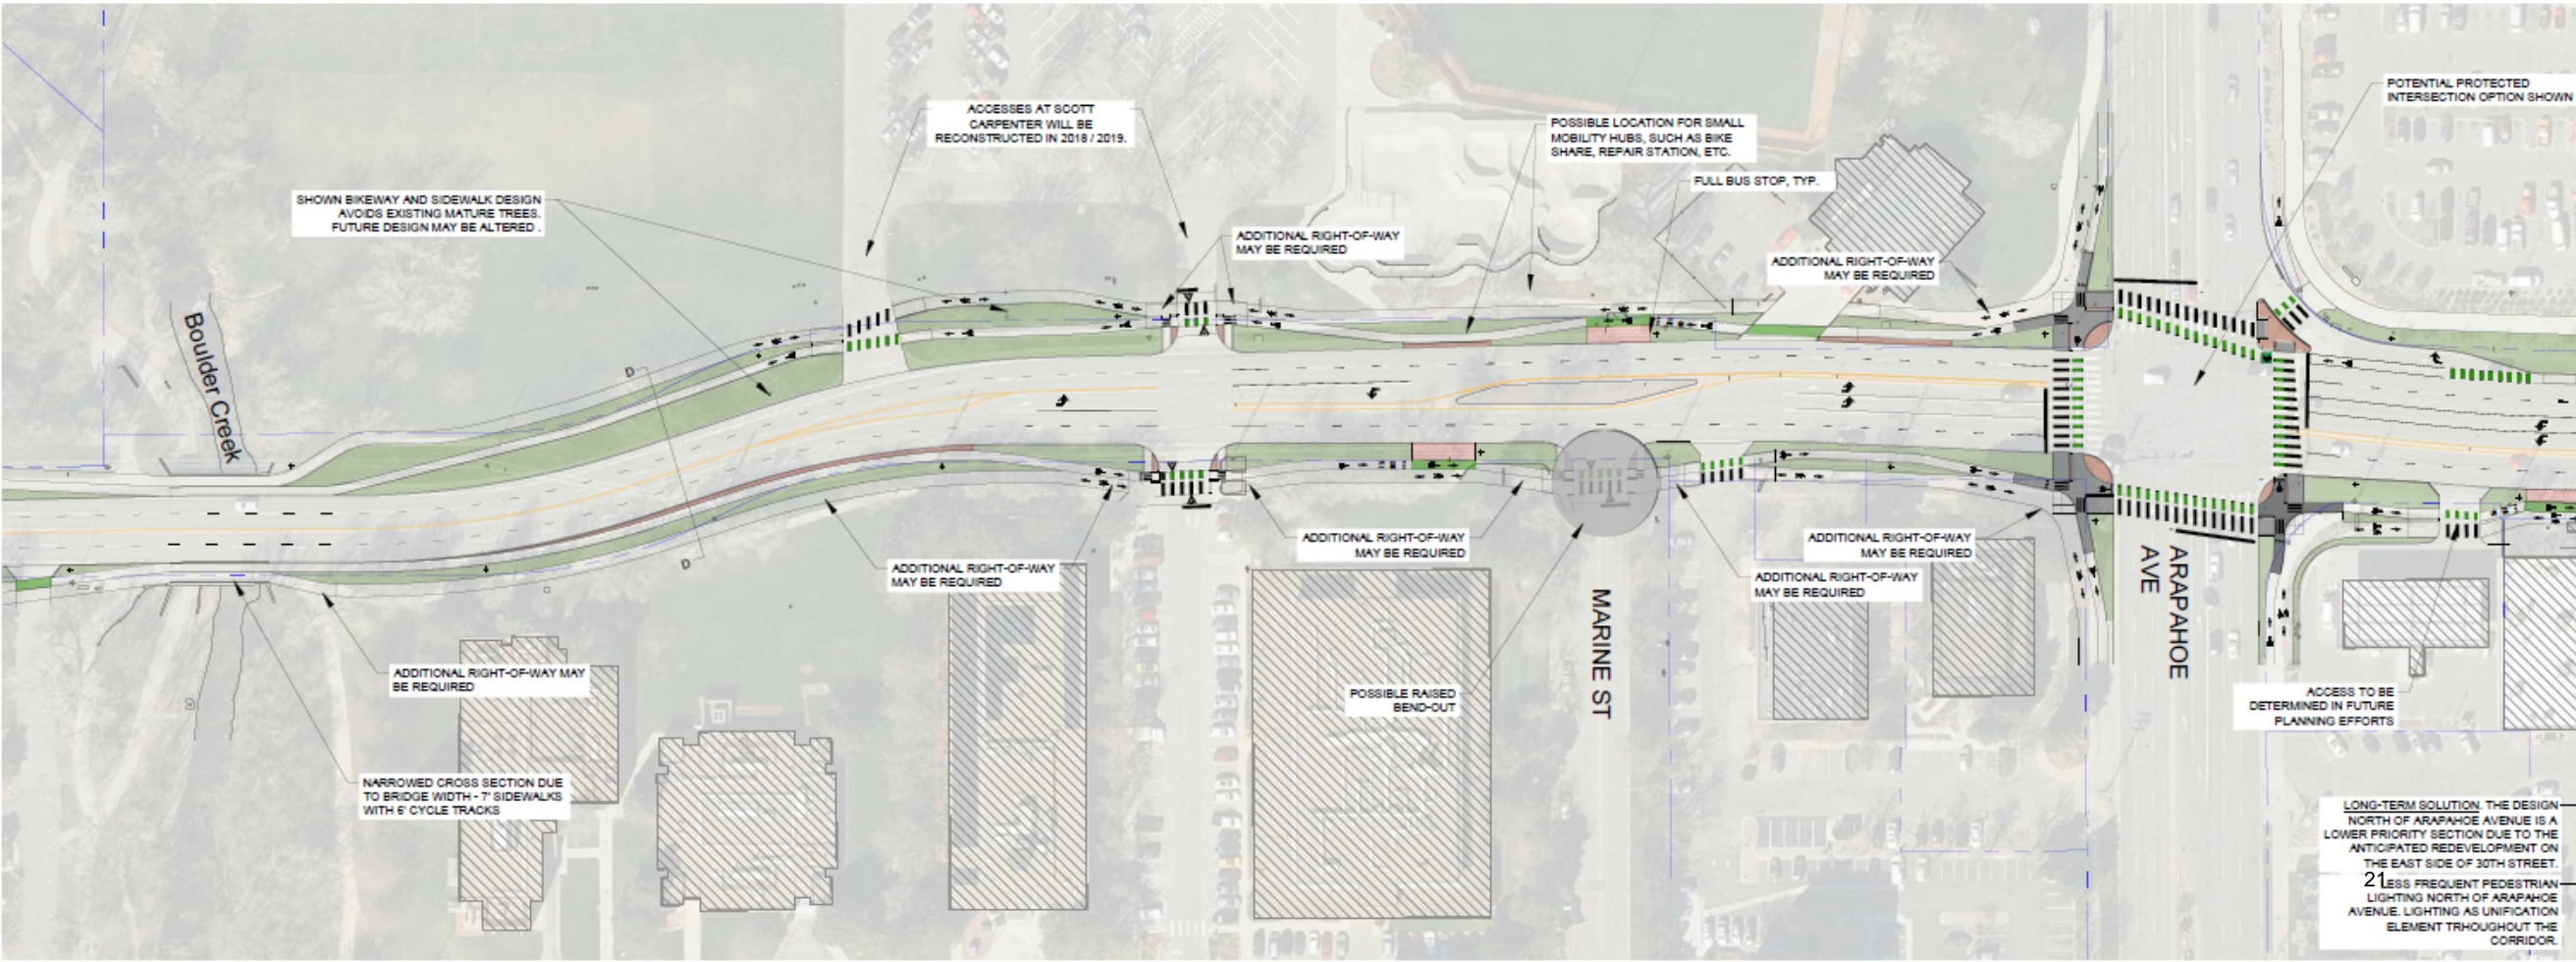 POTENTIAL PROTECTED
INTERSECTION OPTION SHOWN
ACCESSES AT SCOTT
CARPENTER WILL BE
RECONSTRUCTED IN 2018 / 2019.
POSSIBLE LOCATION FOR SMALL
MOBILITY HUBS, SUCH AS BIKE
SHARE, REPAIR STATION, ETC.
FULL BUS STOP, TYP.
SHOWN BIKEWAY AND SIDEWALK DESIGN
AVOIDS EXISTING MATURE TREES.
FUTURE DESIGN MAY BE ALTERED .
ADDITIONAL RIGHT-OF-WAY
MAY BE REQUIRED
ADDITIONAL RIGHT-OF-WAY
MAY BE REQUIRED
Boulder Creek
D
D
ADDITIONAL RIGHT-OF-WAY
MAY BE REQUIRED
ADDITIONAL RIGHT-OF-WAY
MAY BE REQUIRED
ADDITIONAL RIGHT-OF-WAY
MAY BE REQUIRED
ADDITIONAL RIGHT-OF-WAY
MAY BE REQUIRED
ARAPAHOE
AVE
MARINE ST
ADDITIONAL RIGHT-OF-WAY MAY
BE REQUIRED
POSSIBLE RAISED
BEND-OUT
ACCESS TO BE
DETERMINED IN FUTURE
PLANNING EFFORTS
NARROWED CROSS SECTION DUE
TO BRIDGE WIDTH - 7' SIDEWALKS
WITH 6' CYCLE TRACKS
LONG-TERM SOLUTION. THE DESIGN
NORTH OF ARAPAHOE AVENUE IS A
LOWER PRIORITY SECTION DUE TO THE
ANTICIPATED REDEVELOPMENT ON
THE EAST SIDE OF 30TH STREET.
21
LESS FREQUENT PEDESTRIAN
LIGHTING NORTH OF ARAPAHOE
AVENUE. LIGHTING AS UNIFICATION
ELEMENT TRHOUGHOUT THE
CORRIDOR.